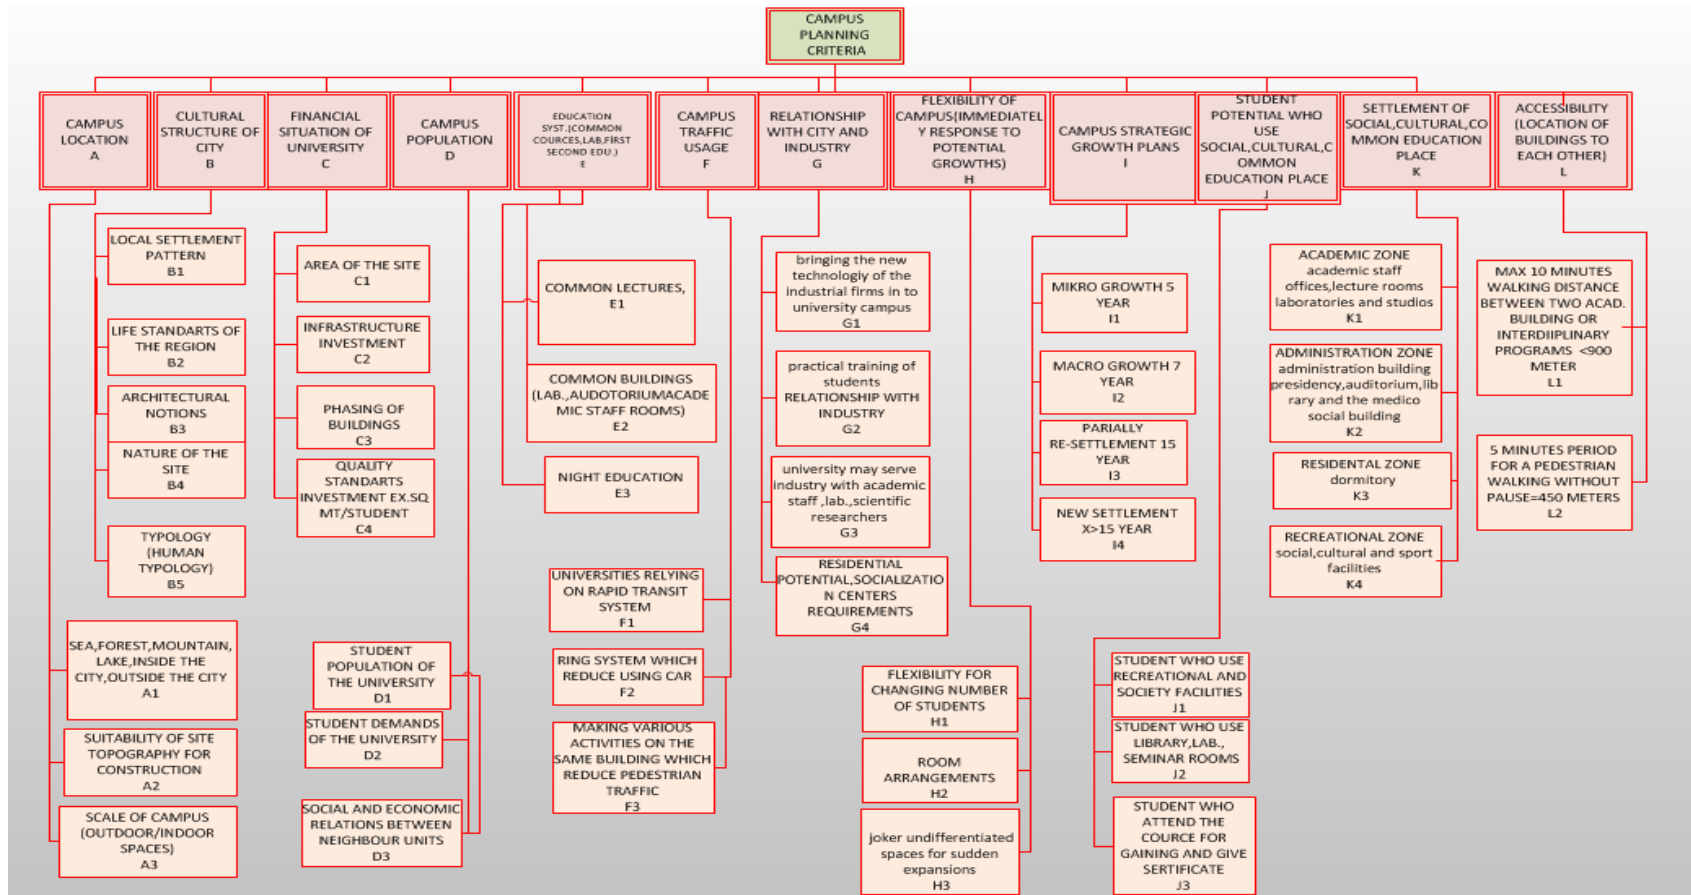 CAMPUS
PLANNING
CRITERIA
CAMPUS
LOCATION
A
CULTURAL
STRUCTURE OF
CITY
B
FINANCIAL
SITUATION OF
UNIVERSITY
C
CAMPUS
POPULATION
D
EDUCATION
SYST.(COMMON
COURCES,LAB,FİRST
SECOND EDU.)
E
CAMPUS
TRAFFIC
USAGE
F
RELATIONSHIP
WITH CITY AND
INDUSTRY
G
FLEXIBILITY OF
CAMPUS(IMMEDIATEL
Y RESPONSE TO
POTENTIAL
GROWTHS)
H
CAMPUS STRATEGIC
GROWTH PLANS
I
STUDENT
POTENTIAL WHO
USE
SOCIAL,CULTURAL,C
OMMON
EDUCATION PLACE
J
SETTLEMENT OF
SOCIAL,CULTURAL,CO
MMON EDUCATION
PLACE
K
ACCESSIBILITY
(LOCATION OF
BUILDINGS TO
EACH OTHER)
L
SEA,FOREST,MOUNTAIN,
LAKE,INSIDE THE
CITY,OUTSIDE THE CITY
A1
SUITABILITY OF SITE
TOPOGRAPHY FOR
CONSTRUCTION
A2
SCALE OF CAMPUS
(OUTDOOR/INDOOR
SPACES)
A3
LOCAL SETTLEMENT
PATTERN
B1
LIFE STANDARTS OF
THE REGION
B2
ARCHITECTURAL
NOTIONS
B3
NATURE OF THE
SITE
B4
TYPOLOGY
(HUMAN
TYPOLOGY)
B5
AREA OF THE SITE
C1
INFRASTRUCTURE
INVESTMENT
C2
PHASING OF
BUILDINGS
C3
QUALITY
STANDARTS
INVESTMENT EX.SQ
MT/STUDENT
C4
STUDENT
POPULATION OF
THE UNIVERSITY
D1
STUDENT DEMANDS
OF THE UNIVERSITY
D2
SOCIAL AND ECONOMIC
RELATIONS BETWEEN
NEIGHBOUR UNITS
D3
COMMON LECTURES,
E1
COMMON BUILDINGS
(LAB.,AUDOTORIUMACADE
MIC STAFF ROOMS)
E2
NIGHT EDUCATION
E3
UNIVERSITIES RELYING
ON RAPID TRANSIT
SYSTEM
F1
RING SYSTEM WHICH
REDUCE USING CAR
F2
MAKING VARIOUS
ACTIVITIES ON THE
SAME BUILDING WHICH
REDUCE PEDESTRIAN
TRAFFIC
F3
bringing the new
technologiy of the
industrial firms in to
university campus
G1
practical training of
students
RELATIONSHIP WITH
INDUSTRY
G2
university may serve
industry with academic
staff ,lab.,scientific
researchers
G3
RESIDENTIAL
POTENTIAL,SOCIALIZATIO
N CENTERS
REQUIREMENTS
G4
FLEXIBILITY FOR
CHANGING NUMBER
OF STUDENTS
H1
ROOM
ARRANGEMENTS
H2
joker undifferentiated
spaces for sudden
expansions
H3
MIKRO GROWTH 5
YEAR
I1
MACRO GROWTH 7
YEAR
I2
PARIALLY
RE-SETTLEMENT 15
YEAR
I3
NEW SETTLEMENT
X>15 YEAR
I4
STUDENT WHO USE
RECREATIONAL AND
SOCIETY FACILITIES
J1
STUDENT WHO USE
LIBRARY,LAB.,
SEMINAR ROOMS
J2
STUDENT WHO
ATTEND THE
COURCE FOR
GAINING AND GIVE
SERTIFICATE
J3
ACADEMIC ZONE
academic staff
offices,lecture rooms
laboratories and studios
K1
ADMINISTRATION ZONE
administration building
presidency,auditorium,lib
rary and the medico
social building
K2
RESIDENTAL ZONE
dormitory
K3
RECREATIONAL ZONE
social,cultural and sport
facilities
K4
MAX 10 MINUTES
WALKING DISTANCE
BETWEEN TWO ACAD.
BUILDING OR
INTERDIIPLINARY
PROGRAMS <900
METER
L1
5 MINUTES PERIOD
FOR A PEDESTRIAN
WALKING WITHOUT
PAUSE=450 METERS
L2